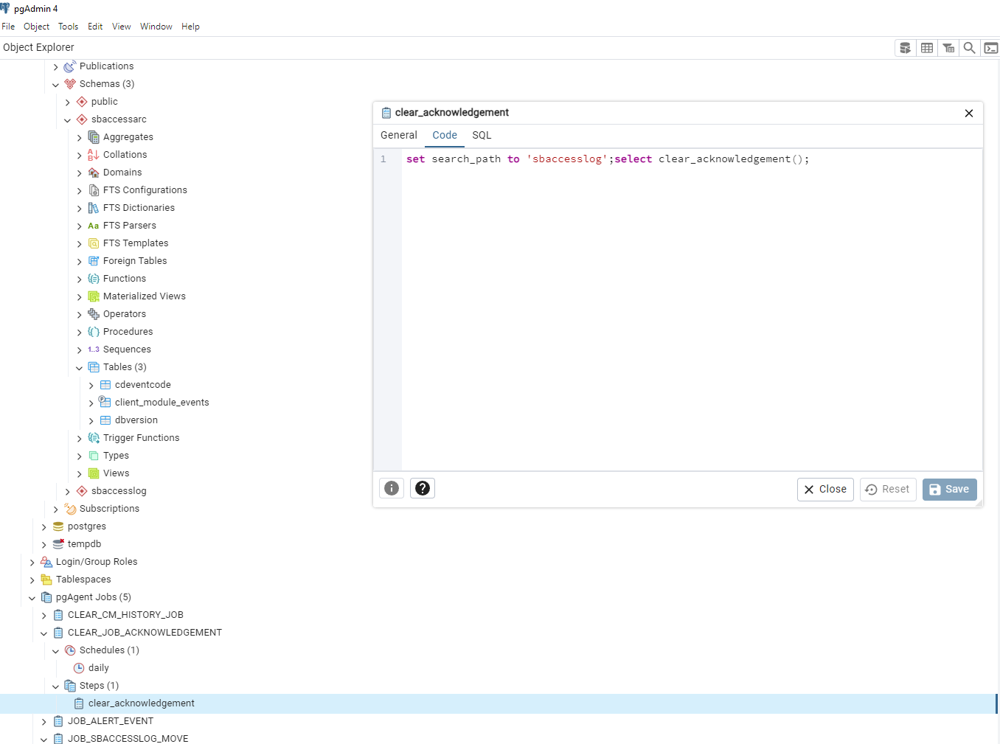 pgAdmin 4
File Object Tools Edit View Window Help
Object Explorer
Publications
Schemas (3)
public
sbaccessarc
Aggregates
Collations
Domains
FTS Configurations
FTS Dictionaries
Aa FTS Parsers
FTS Templates
Foreign Tables
Functions
Materialized Views
Operators
Procedures
1..3 Sequences
Tables (3)
cdeventcode
client_module_events
dbversion
Trigger Functions
Types
Views
sbaccesslog
Subscriptions
postgres
tempdb
Login/Group Roles
Tablespaces
pgAgent Jobs (5)
CLEAR_CM_HISTORY_JOB
CLEAR_JOB_ACKNOWLEDGEMENT
Schedules (1)
daily
Steps (1)
clear_acknowledgement
JOB_ALERT_EVENT
JOB_SBACCESSLOG_MOVE
clear_acknowledgement
General Code SQL
1 set search_path to 'sbaccesslog';select clear_acknowledgement();
Close Reset Save